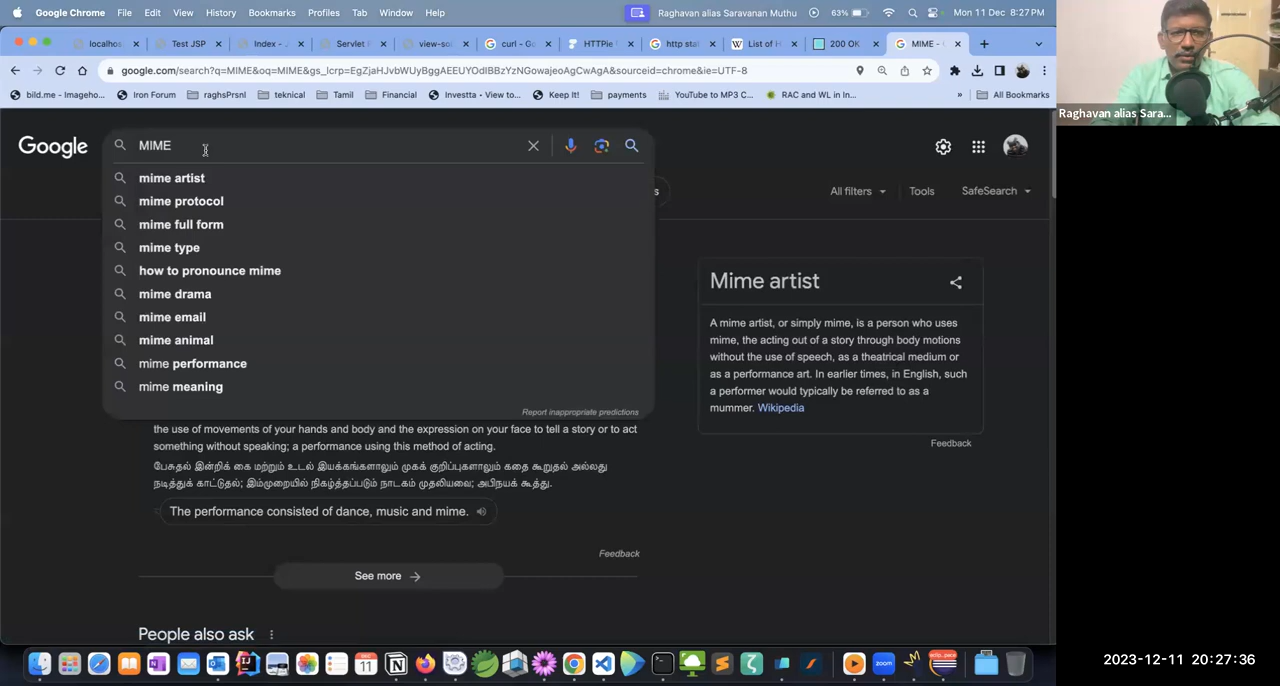 Google Chrome File Edit View History Bookmarks Profiles Tab Window Help Raghavan alias Saravanan Muthu 63% Mon 11 Dec 8:27 PM
localhos Test JSP Index - J Servlet view-sou curl - Go HTTPie http sta List of H 200 OK MIME - G
google.com/search?q=MIME&oq=MIME&gs_lcrp=EgZjaHJvbWUyBggAEEUYOdIBBzYzNGowajeoAgCwAgA&sourceid=chrome&ie=UTF-8
bild.me - Imageho... Iron Forum raghsPrsnl teknical Tamil Financial Investta - View to... Keep It! payments YouTube to MP3 C... RAC and WL in In... » All Bookmarks
Raghavan alias Sara...
Google
MIME
mime artist
mime protocol
s
All filters Tools SafeSearch
mime full form
mime type
how to pronounce mime
mime drama
mime email
mime animal
mime performance
mime meaning
Report inappropriate predictions
Mime artist
A mime artist, or simply mime, is a person who uses
mime, the acting out of a story through body motions
without the use of speech, as a theatrical medium or
as a performance art. In earlier times, in English, such
a performer would typically be referred to as a
mummer. Wikipedia
Feedback
the use of movements of your hands and body and the expression on your face to tell a story or to act
something without speaking; a performance using this method of acting.
பேசுதல் இன்றிக் கை மற்றும் உடல் இயக்கங்களாலும் முகக் குறிப்புகளாலும் கதை கூறுதல் அல்லது
நடித்துக் காட்டுதல்; இம்முறையில் நிகழ்த்தப்படும் நாடகம் முதலியவை; அபிநயக் கூத்து.
The performance consisted of dance, music and mime.
Feedback
See more
People also ask
2023-12-11 20:27:36